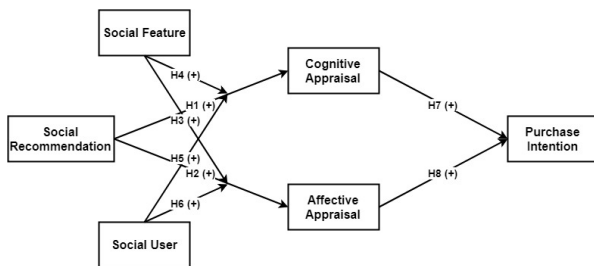 Social Feature
H4 (+)
Cognitive
Appraisal
H1 (+)
H7 (+)
H3 (+)
Social
Recommendation
Purchase
Intention
H5 (+)
H2 (+)
H8 (+)
H6 (+)
Affective
Appraisal
Social User